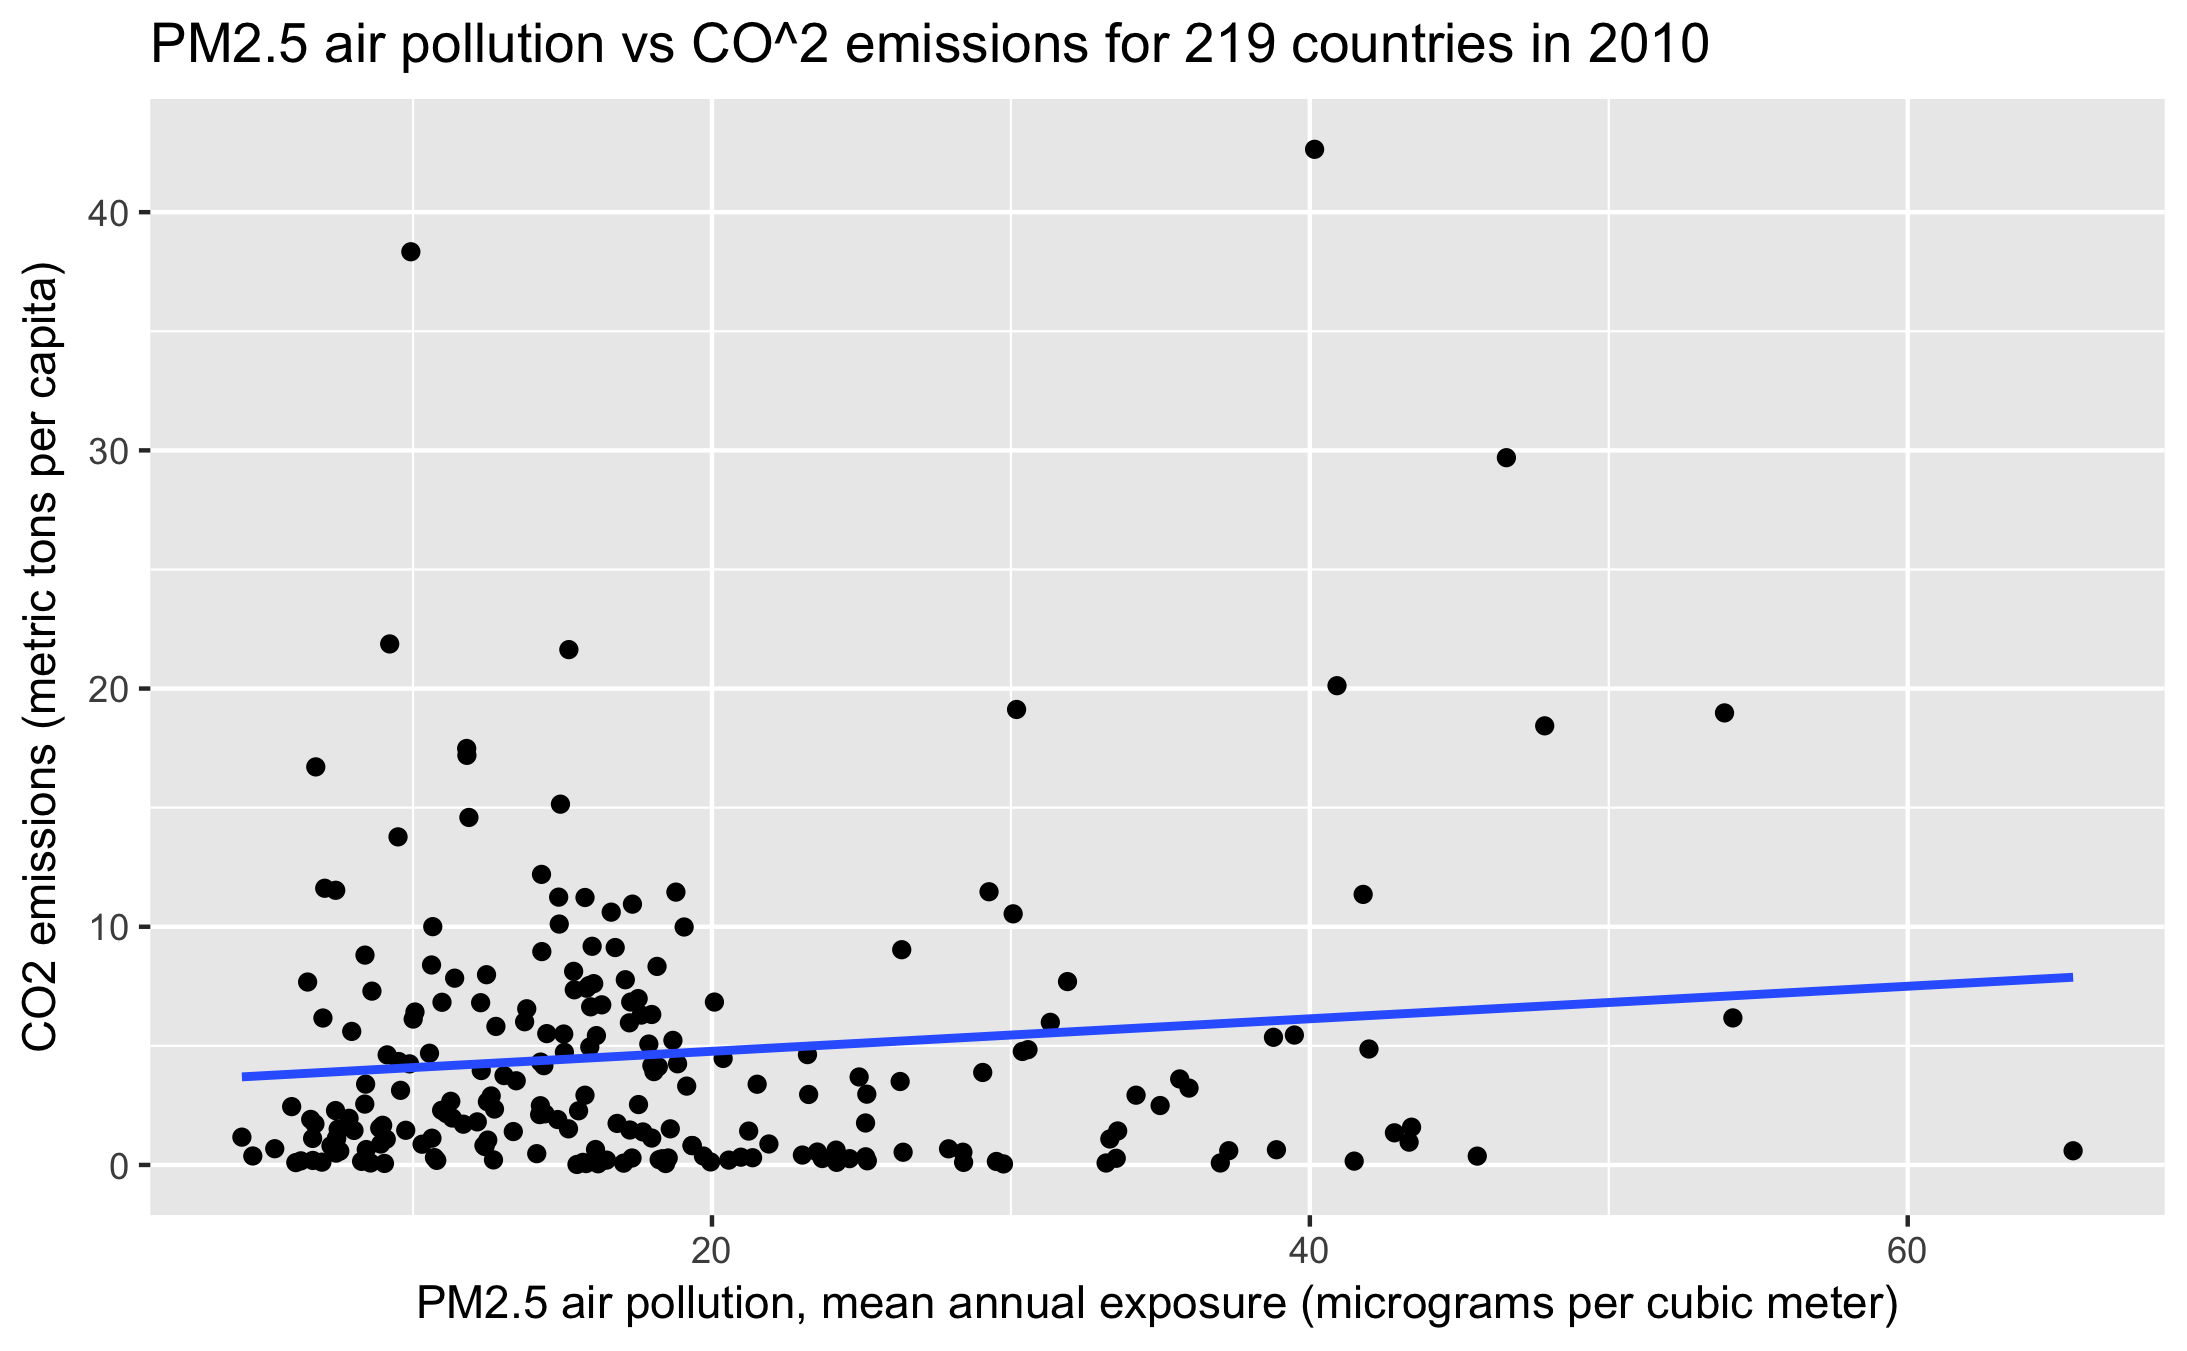 PM2.5 air pollution vs CO^2 emissions for 219 countries in 2010
CO2 emissions (metric tons per capita)
40
30
20
10
0
20 40 60
PM2.5 air pollution, mean annual exposure (micrograms per cubic meter)